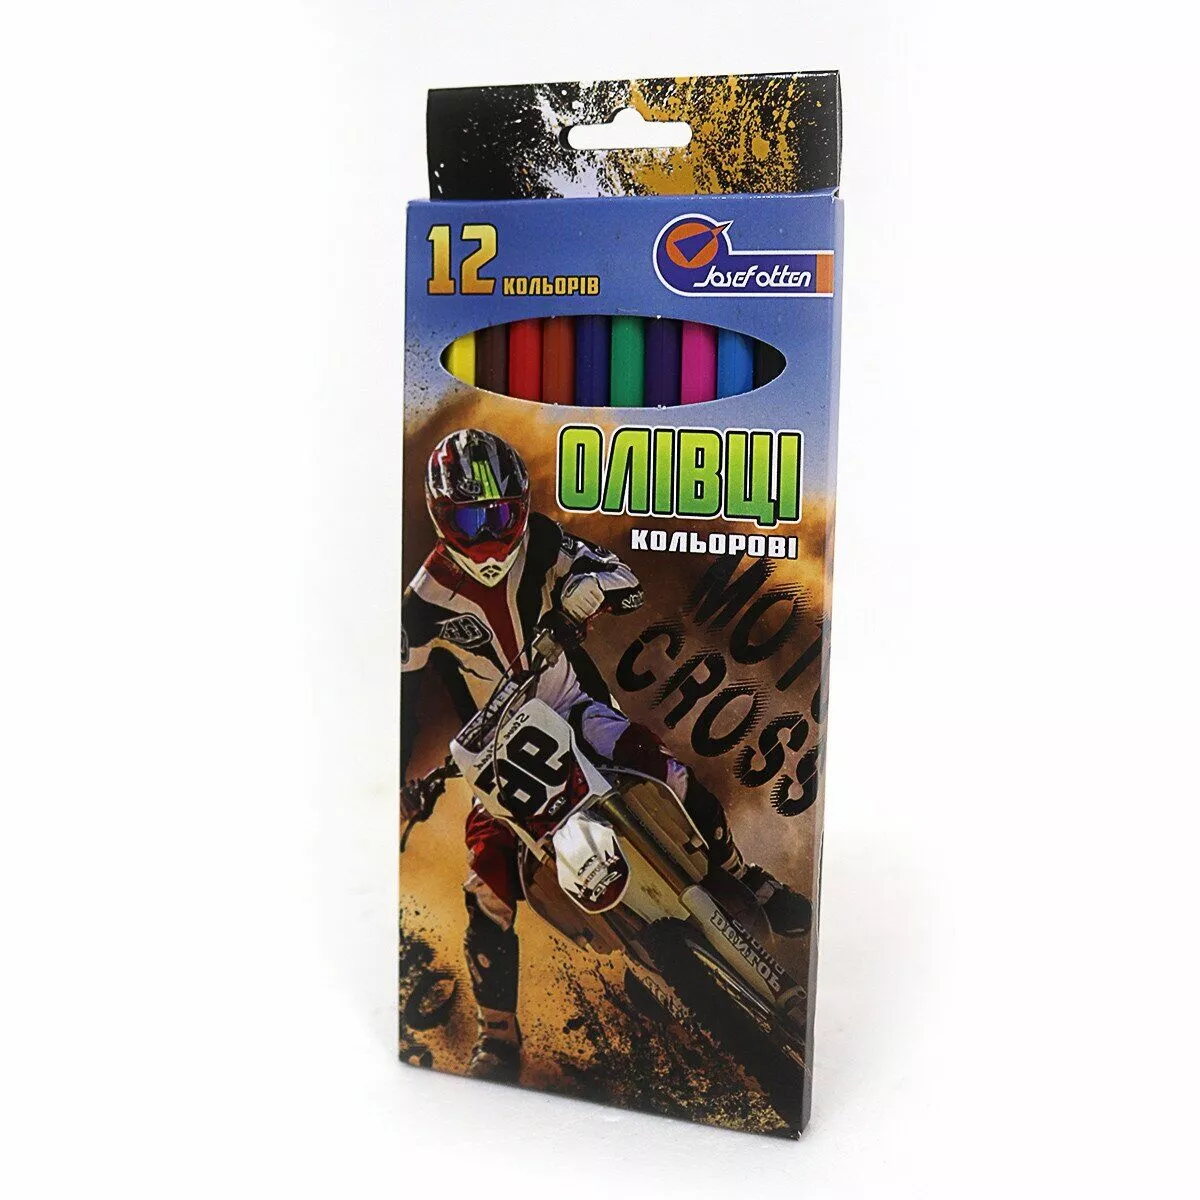 12 КОЛЬОРІВ
Josef otten
ОЛІВЦІ
КОЛЬОРОВІ
MOTO
CROSS